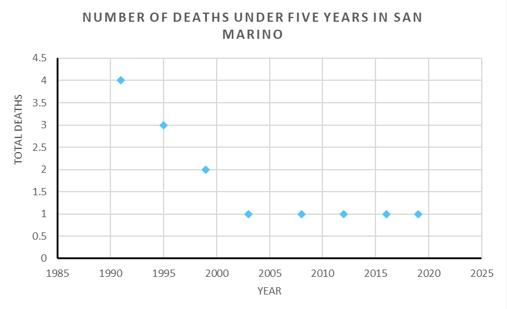 NUMBER OF DEATHS UNDER FIVE YEARS IN SAN
MARINO
4.5
4
3.5
3
2.5
2
1.5
1
0.5
0
TOTAL DEATHS
1985 1990 1995 2000 2005 2010 2015 2020 2025
YEAR